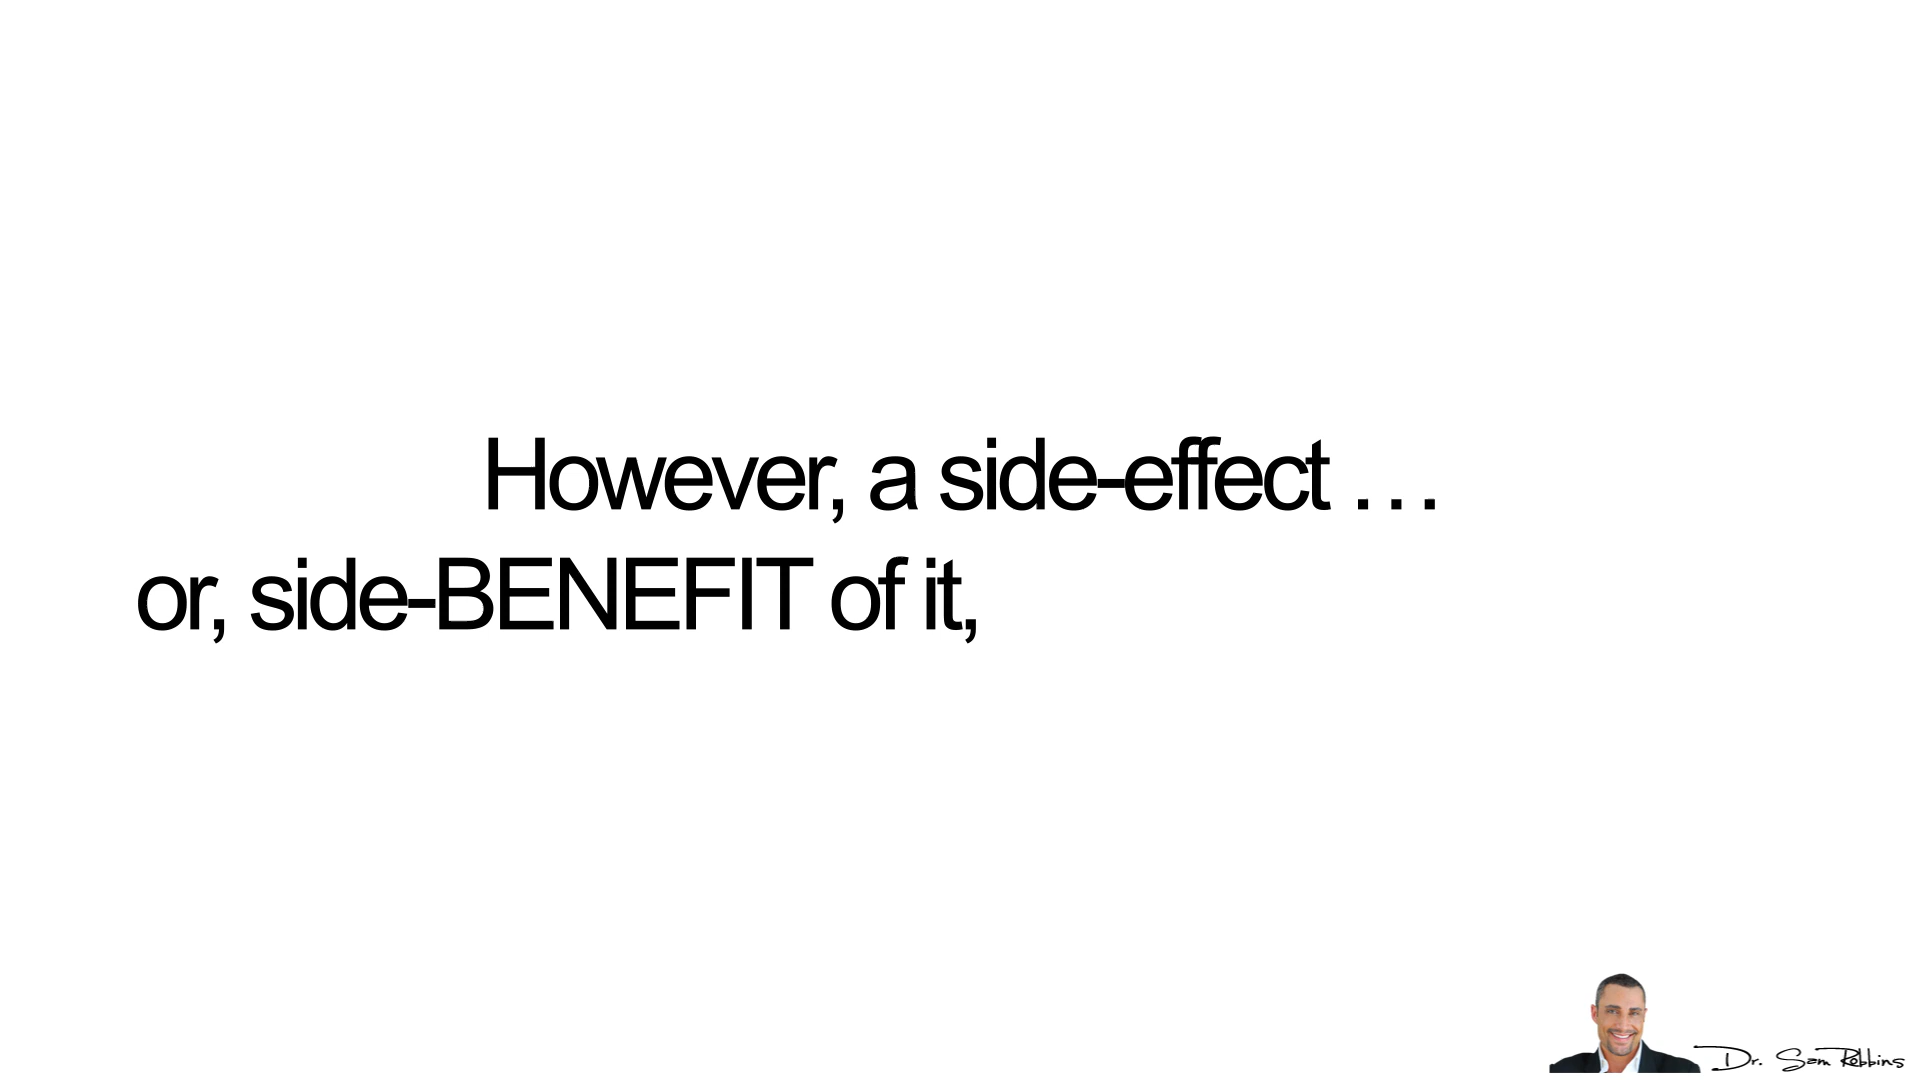 However, a side-effect …
or, side-BENEFIT of it,
Dr. Sam Robbins